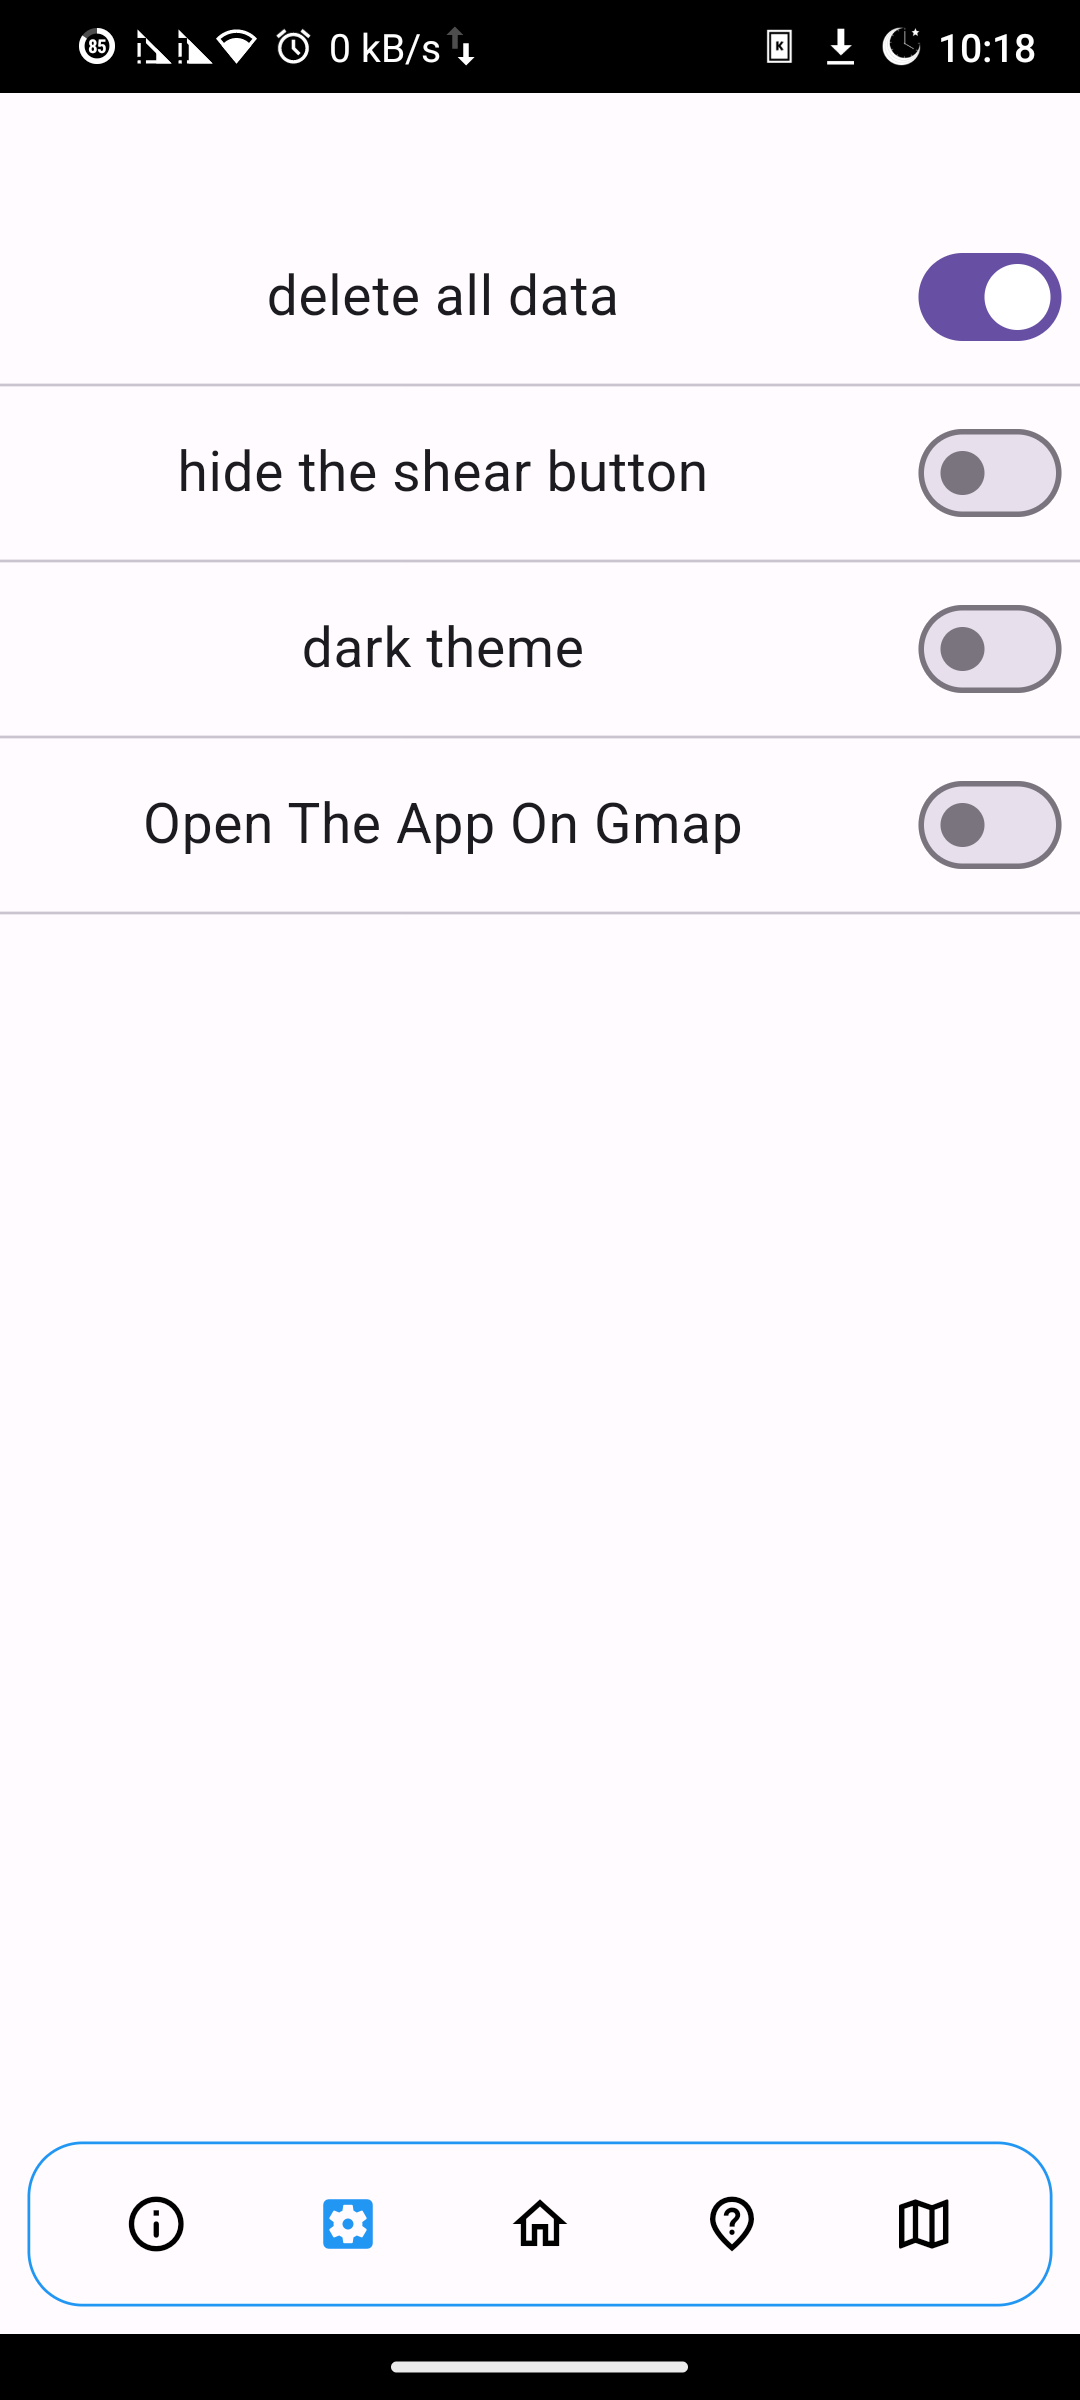 85 0 kB/s K 10:18
delete all data
hide the shear button
dark theme
Open The App On Gmap